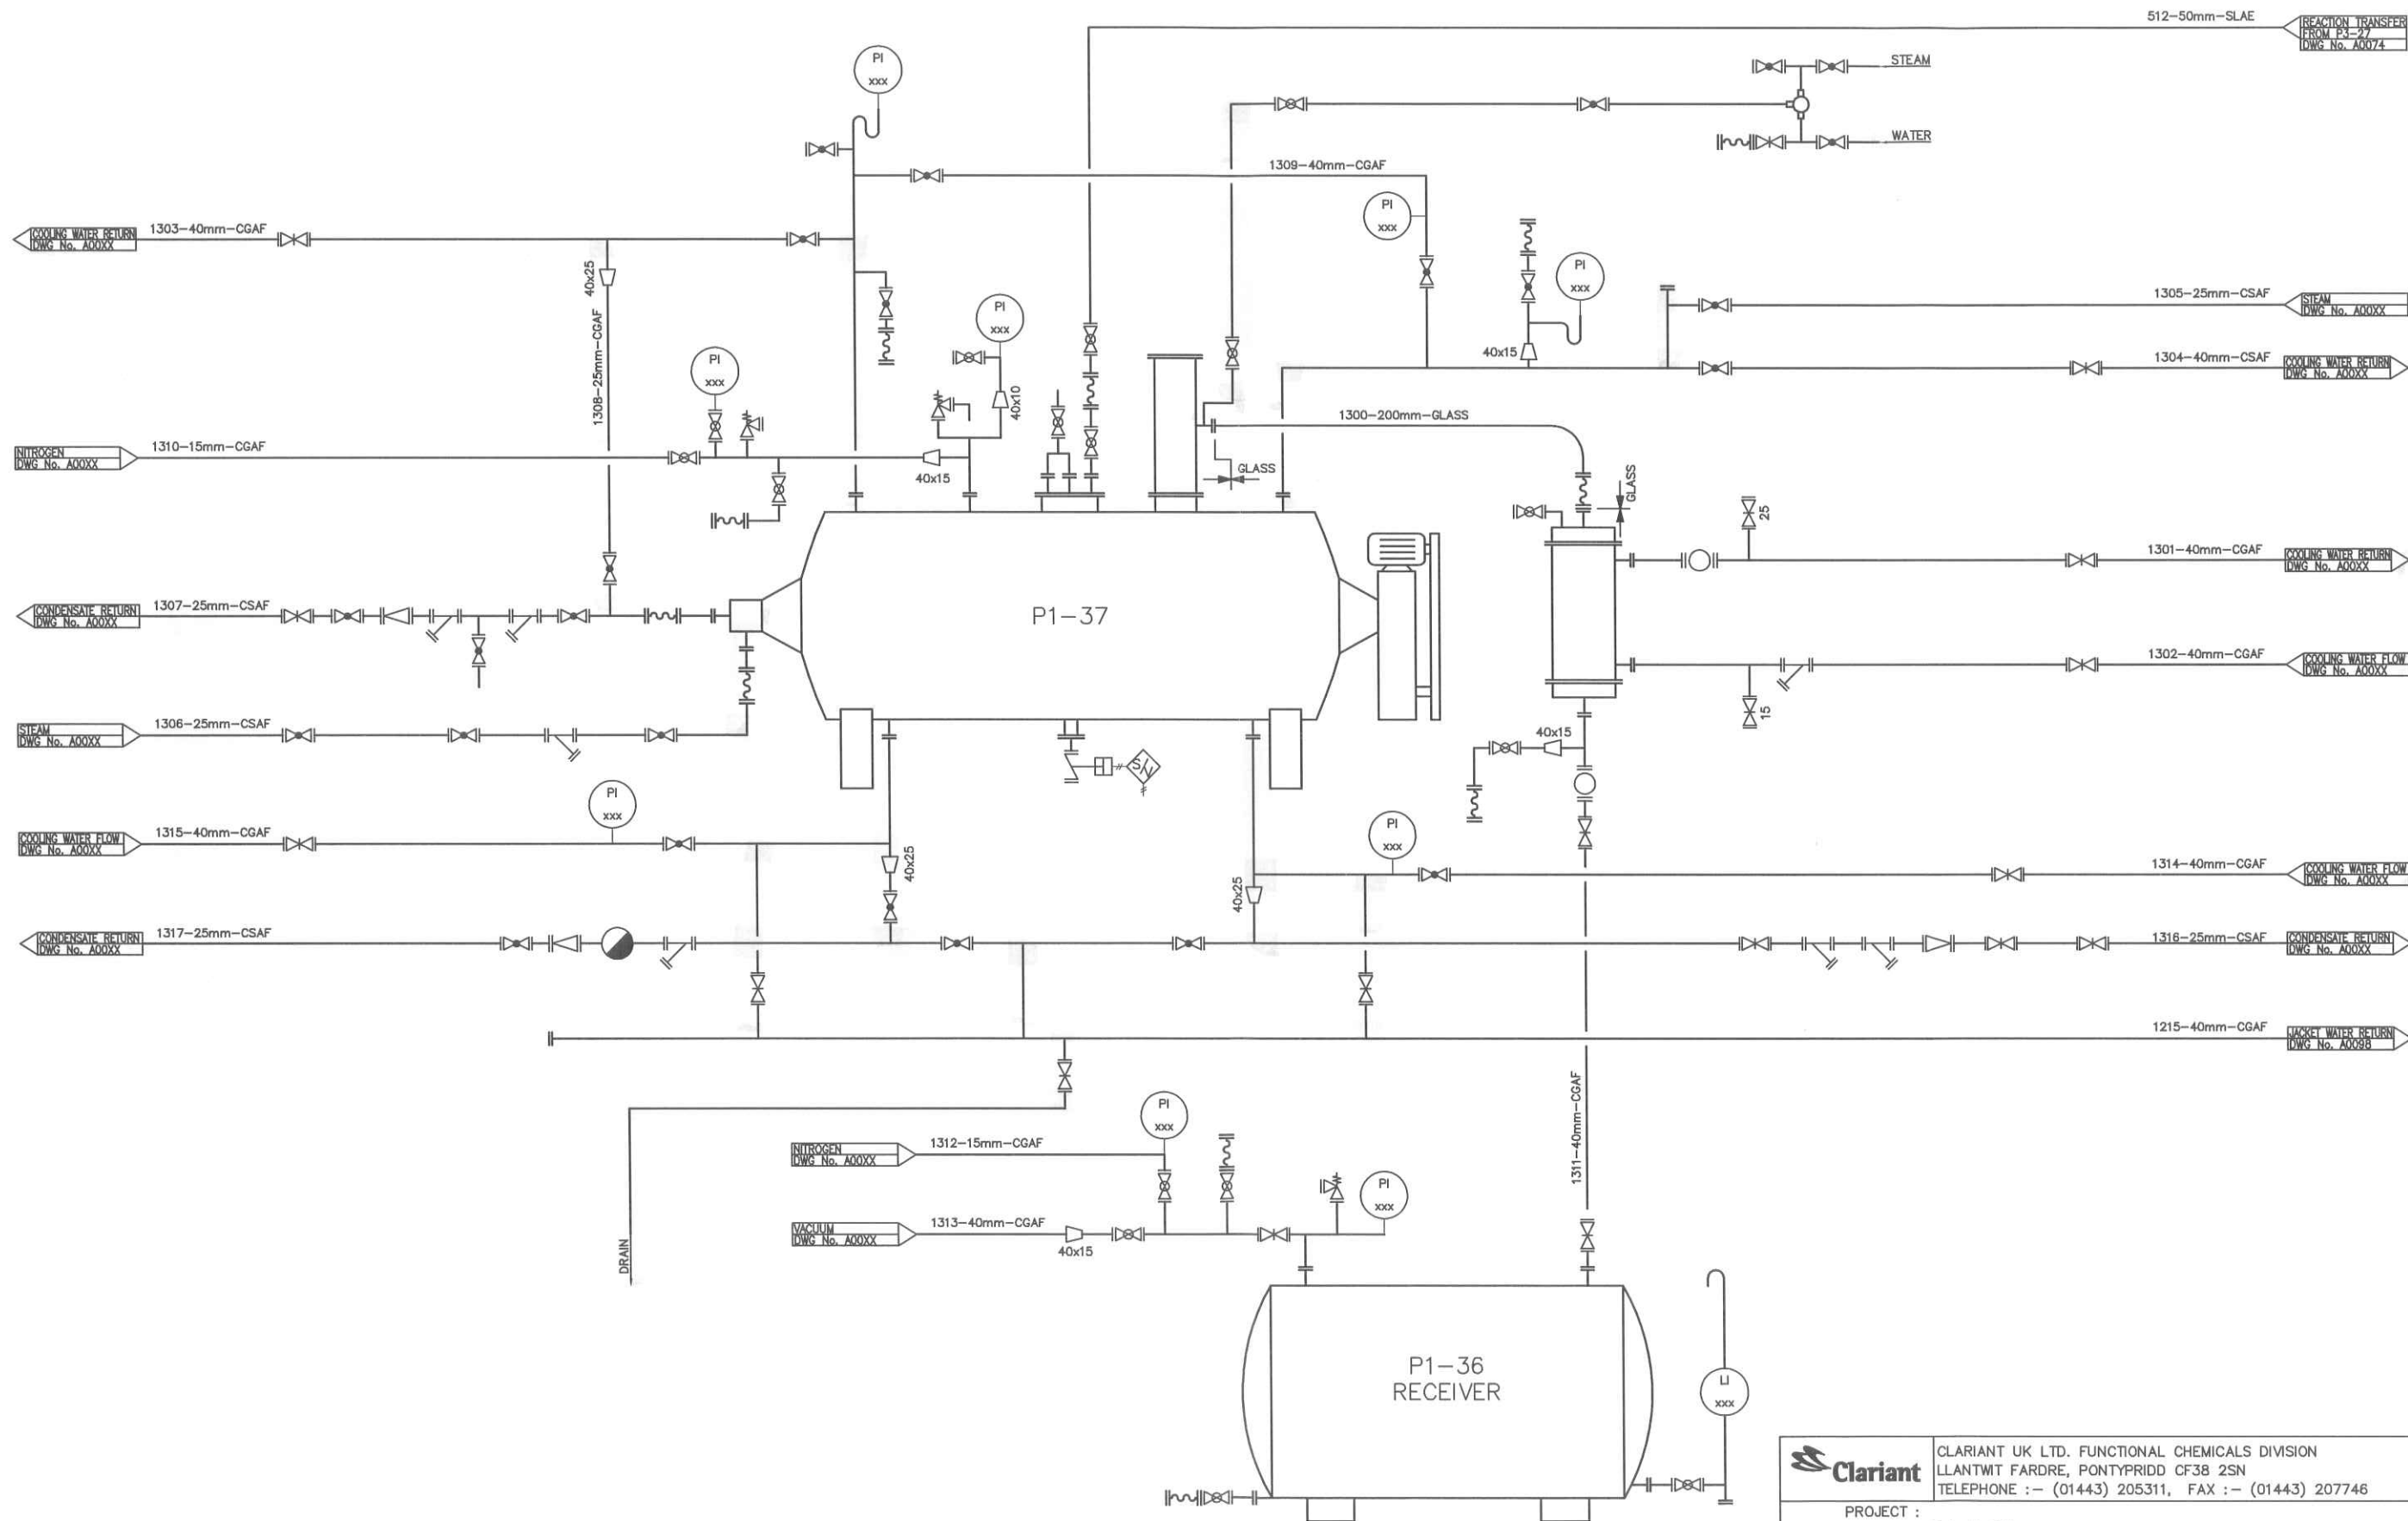 512-50mm-SLAE
REACTION TRANSFER
FROM P3-27
DWG No. A0074
PI
xxx
STEAM
WATER
1309-40mm-CGAF
PI
xxx
COOLING WATER RETURN
DWG No. A00XX
1303-40mm-CGAF
40x25
1308-25mm-CGAF
PI
xxx
PI
xxx
1305-25mm-CSAF
STEAM
DWG No. A00XX
PI
xxx
40x10
40x15
1304-40mm-CSAF
COOLING WATER RETURN
DWG No. A00XX
1300-200mm-GLASS
NITROGEN
DWG No. A00XX
1310-15mm-CGAF
40x15
GLASS
GLASS
25
1301-40mm-CGAF
COOLING WATER RETURN
DWG No. A00XX
CONDENSATE RETURN
DWG No. A00XX
1307-25mm-CSAF
P1-37
1302-40mm-CGAF
COOLING WATER FLOW
DWG No. A00XX
15
STEAM
DWG No. A00XX
1306-25mm-CSAF
40x15
S/V
PI
xxx
COOLING WATER FLOW
DWG No. A00XX
1315-40mm-CGAF
40x25
PI
xxx
40x25
1314-40mm-CGAF
COOLING WATER FLOW
DWG No. A00XX
CONDENSATE RETURN
DWG No. A00XX
1317-25mm-CSAF
1316-25mm-CSAF
CONDENSATE RETURN
DWG No. A00XX
1215-40mm-CGAF
JACKET WATER RETURN
DWG No. A0098
1311-40mm-CGAF
PI
xxx
NITROGEN
DWG No. A00XX
1312-15mm-CGAF
PI
xxx
VACUUM
DWG No. A00XX
1313-40mm-CGAF
40x15
DRAIN
P1-36
RECEIVER
LI
xxx
Clariant
CLARIANT UK LTD. FUNCTIONAL CHEMICALS DIVISION
LLANTWIT FARDRE, PONTYPRIDD CF38 2SN
TELEPHONE :- (01443) 205311, FAX :- (01443) 207746
PROJECT :